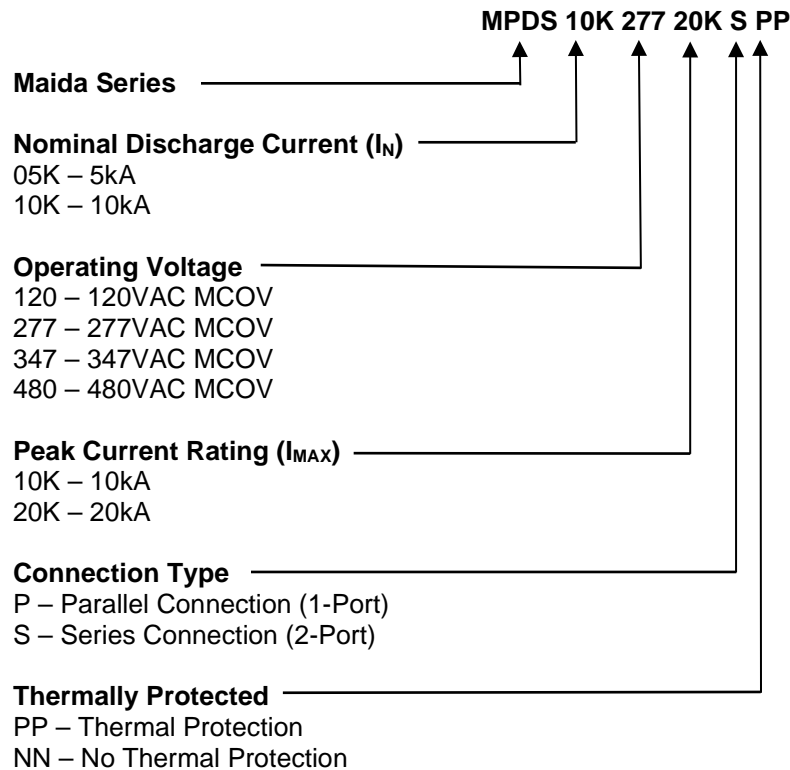 MPDS 10K 277 20K S PP
Maida Series
Nominal Discharge Current (IN)
05K – 5kA
10K – 10kA
Operating Voltage
120 – 120VAC MCOV
277 – 277VAC MCOV
347 – 347VAC MCOV
480 – 480VAC MCOV
Peak Current Rating (IMAX)
10K – 10kA
20K – 20kA
Connection Type
P – Parallel Connection (1-Port)
S – Series Connection (2-Port)
Thermally Protected
PP – Thermal Protection
NN – No Thermal Protection